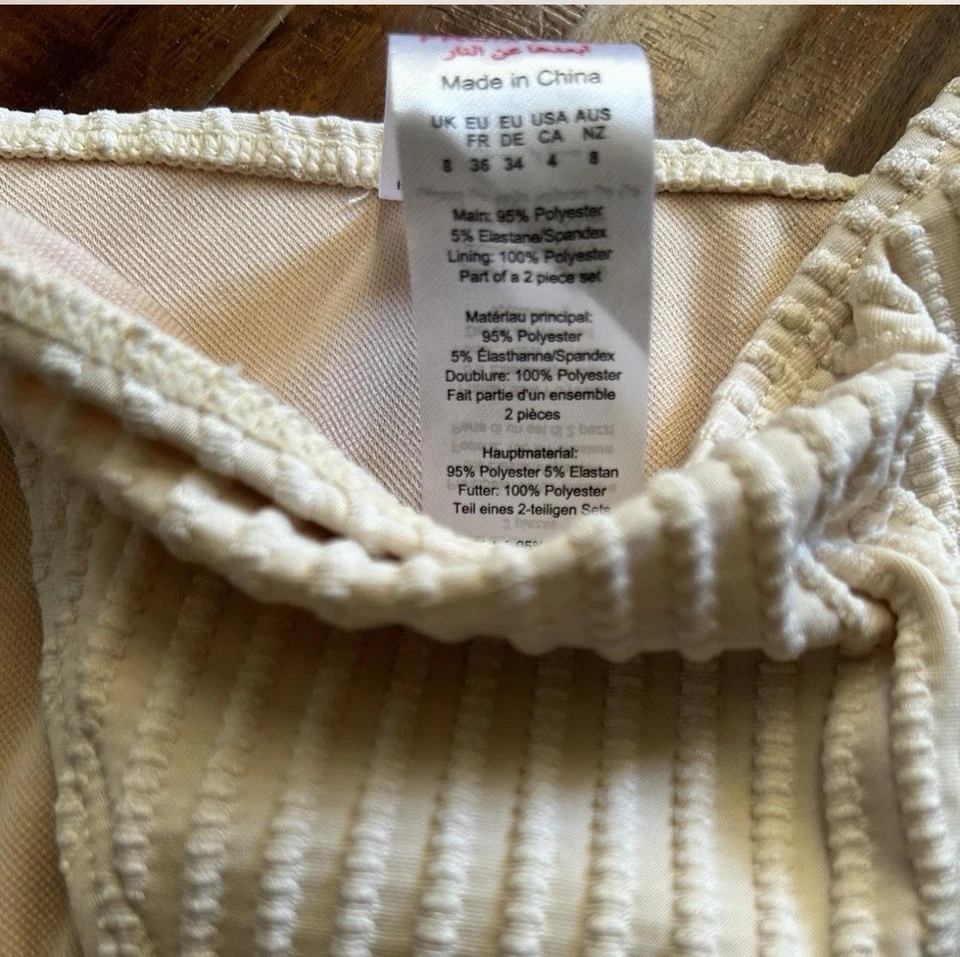 ابعدها عن النار
Made in China
UK EU EU USA AUS
FR DE CA NZ
8 36 34 4 8
Main: 95% Polyester
5% Elastane/Spandex
Lining: 100% Polyester
Part of a 2 piece set
Matériau principal:
95% Polyester
5% Élasthanne/Spandex
Doublure: 100% Polyester
Fait partie d'un ensemble
2 pièces
Hauptmaterial:
95% Polyester 5% Elastan
Futter: 100% Polyester
Teil eines 2-teiligen Sets
95%